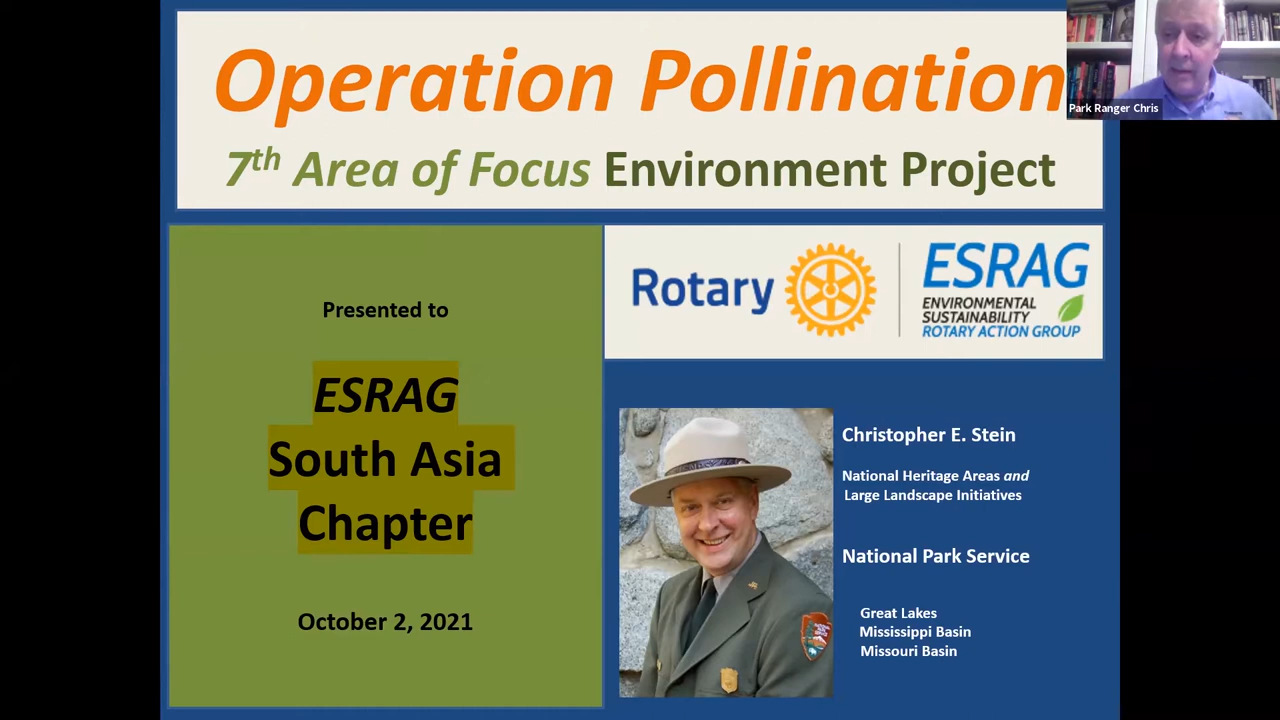 Operation Pollination
7th Area of Focus Environment Project
Park Ranger Chris
Presented to
ESRAG
South Asia
Chapter
October 2, 2021
Rotary
ESRAG
ENVIRONMENTAL
SUSTAINABILITY
ROTARY ACTION GROUP
Christopher E. Stein
National Heritage Areas and
Large Landscape Initiatives
National Park Service
Great Lakes
Mississippi Basin
Missouri Basin